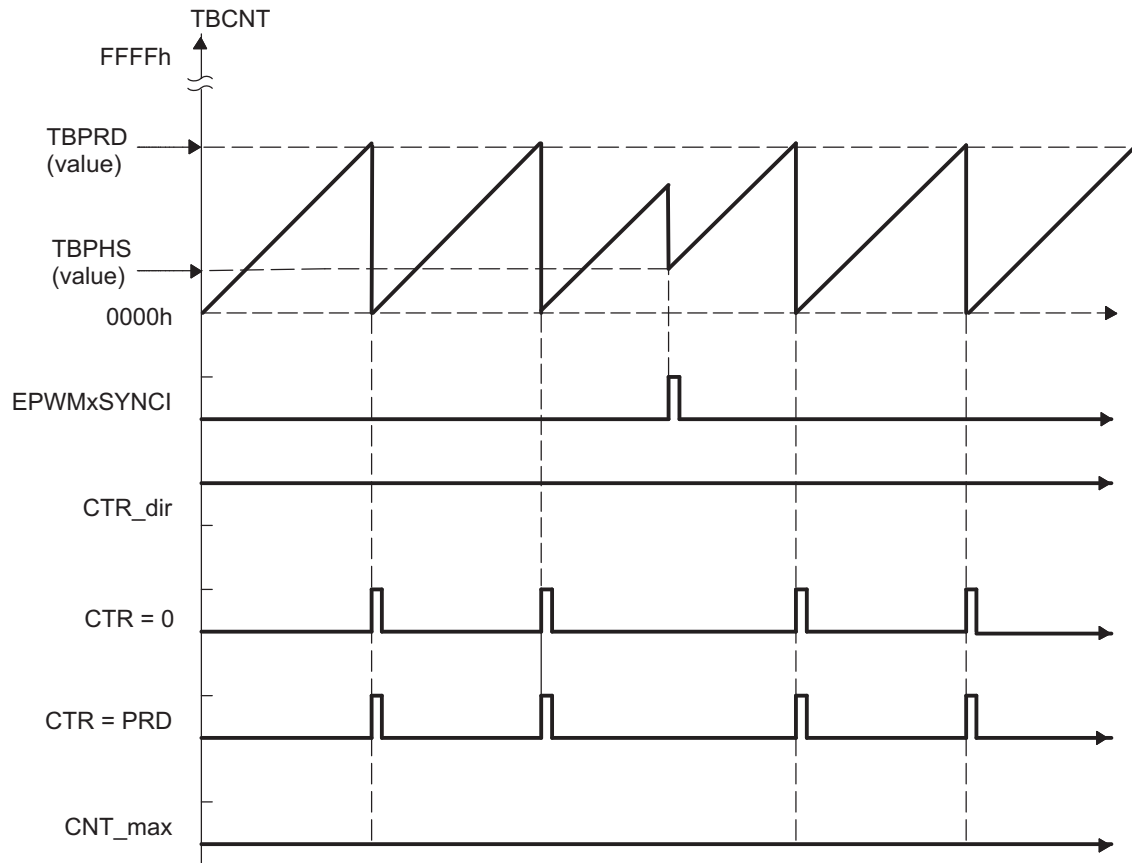 TBCNT
FFFFh
TBPRD
(value)
TBPHS
(value)
0000h
EPWMxSYNCI
CTR_dir
CTR = 0
CTR = PRD
CNT_max